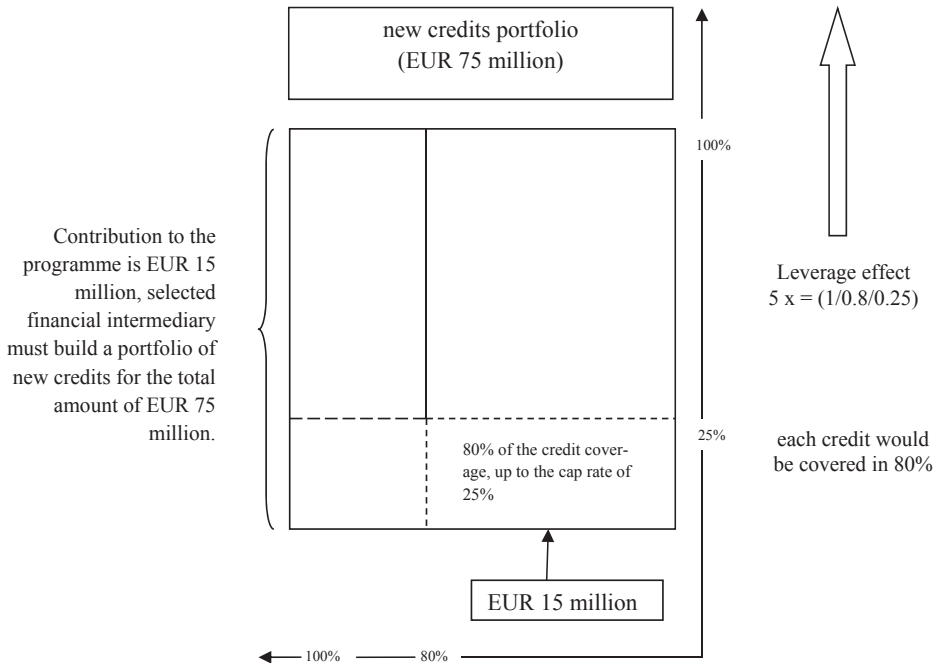 new credits portfolio
(EUR 75 million)
100%
Contribution to the
programme is EUR 15
million, selected
financial intermediary
must build a portfolio of
new credits for the total
amount of EUR 75
million.
Leverage effect
5 x = (1/0.8/0.25)
25%
each credit would
be covered in 80%
80% of the credit cover-
age, up to the cap rate of
25%
EUR 15 million
100%
80%